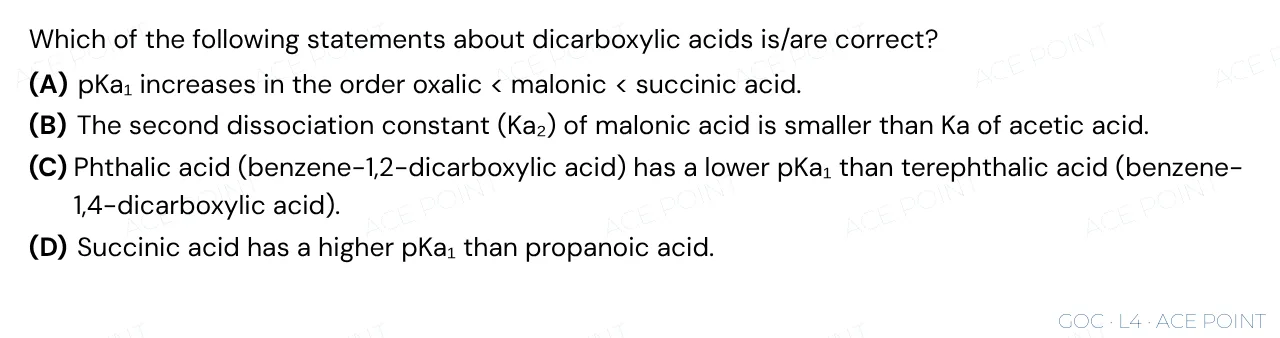 Which of the following statements about dicarboxylic acids is/are correct?
(A) pKa₁ increases in the order oxalic < malonic < succinic acid.
(B) The second dissociation constant (Ka₂) of malonic acid is smaller than Ka of acetic acid.
(C) Phthalic acid (benzene-1,2-dicarboxylic acid) has a lower pKa₁ than terephthalic acid (benzene-
1,4-dicarboxylic acid).
(D) Succinic acid has a higher pKa₁ than propanoic acid.
GOC · L4 · ACE POINT